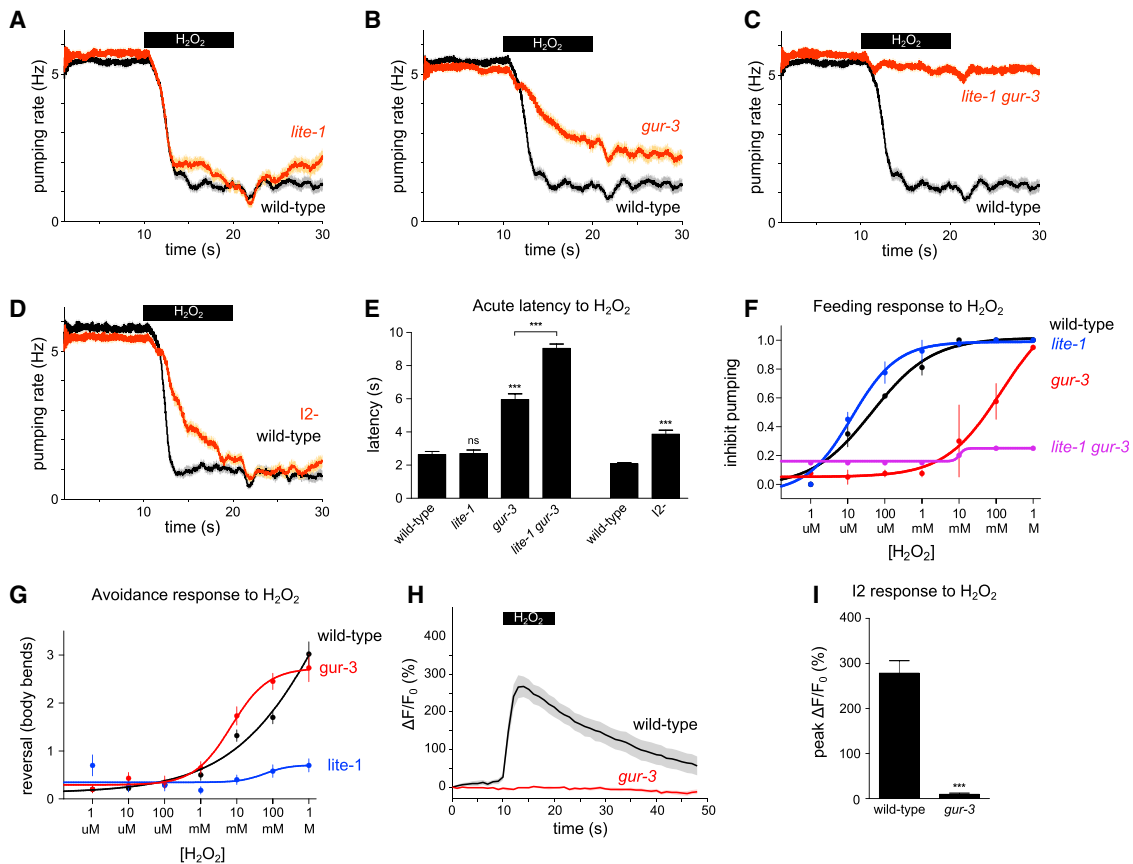 A
H₂O₂
pumping rate (Hz)
5
0
10
20
30
time (s)
lite-1
wild-type
B
H₂O₂
pumping rate (Hz)
5
0
10
20
30
time (s)
gur-3
wild-type
C
H₂O₂
pumping rate (Hz)
5
0
10
20
30
time (s)
lite-1 gur-3
wild-type
D
H₂O₂
pumping rate (Hz)
5
0
10
20
30
time (s)
I2-
wild-type
E
Acute latency to H₂O₂
latency (s)
10
8
6
4
2
0
ns
***
***
***
wild-type
lite-1
gur-3
lite-1 gur-3
wild-type
I2-
F
Feeding response to H₂O₂
inhibit pumping
1.0
0.8
0.6
0.4
0.2
0.0
wild-type
lite-1
gur-3
lite-1 gur-3
1 10 100 1 10 100 1
uM uM uM mM mM mM M
[H₂O₂]
G
Avoidance response to H₂O₂
reversal (body bends)
3
2
1
0
wild-type
gur-3
lite-1
1 10 100 1 10 100 1
uM uM uM mM mM mM M
[H₂O₂]
H
H₂O₂
ΔF/F₀ (%)
400
300
200
100
0
wild-type
gur-3
0 10 20 30 40 50
time (s)
I
I2 response to H₂O₂
peak ΔF/F₀ (%)
400
300
200
100
0
***
wild-type
gur-3